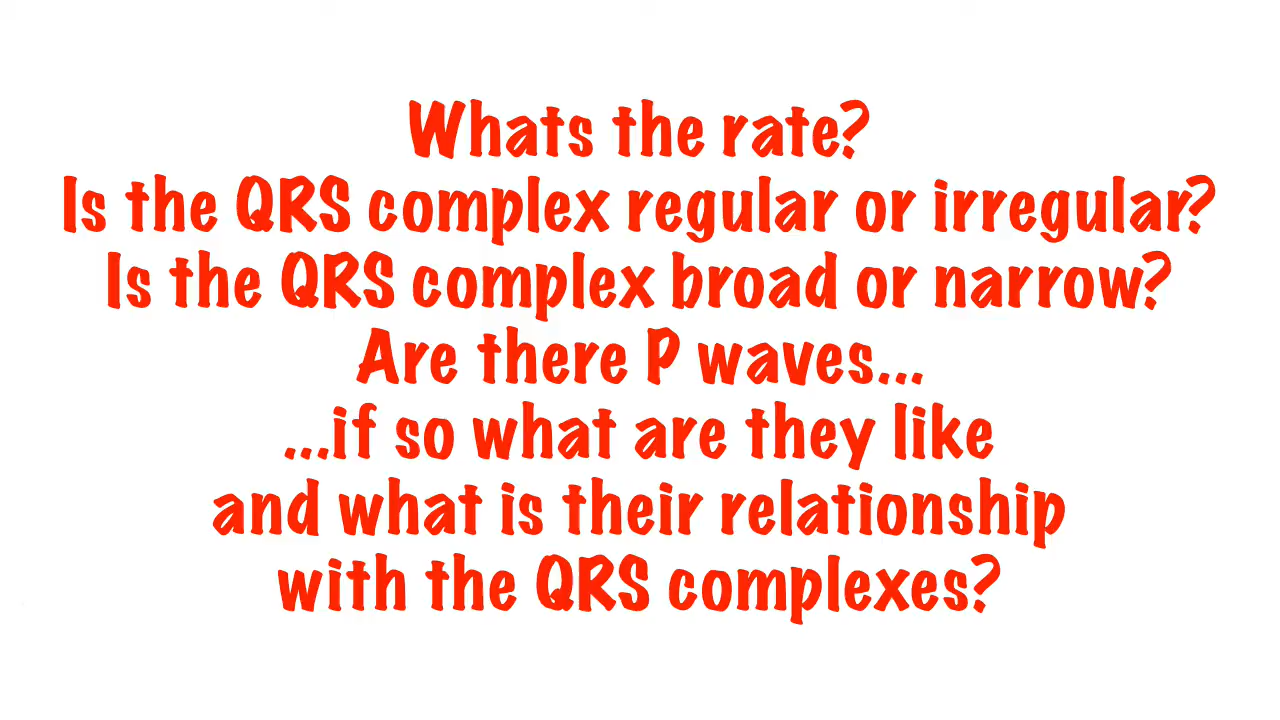 Whats the rate?
Is the QRS complex regular or irregular?
Is the QRS complex broad or narrow?
Are there P waves...
...if so what are they like
and what is their relationship
with the QRS complexes?